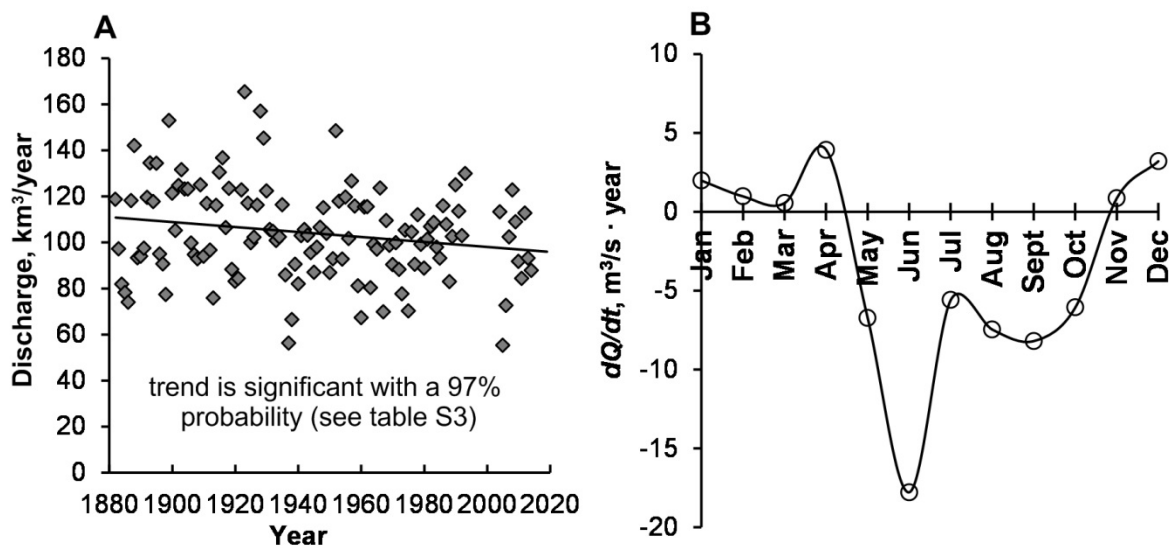 A
Discharge, km³/year
180
160
140
120
100
80
60
40
20
0
trend is significant with a 97%
probability (see table S3)
1880 1900 1920 1940 1960 1980 2000 2020
Year
B
dQ/dt, m³/s · year
10
5
0
-5
-10
-15
-20
Jan Feb Mar Apr May Jun Jul Aug Sept Oct Nov Dec